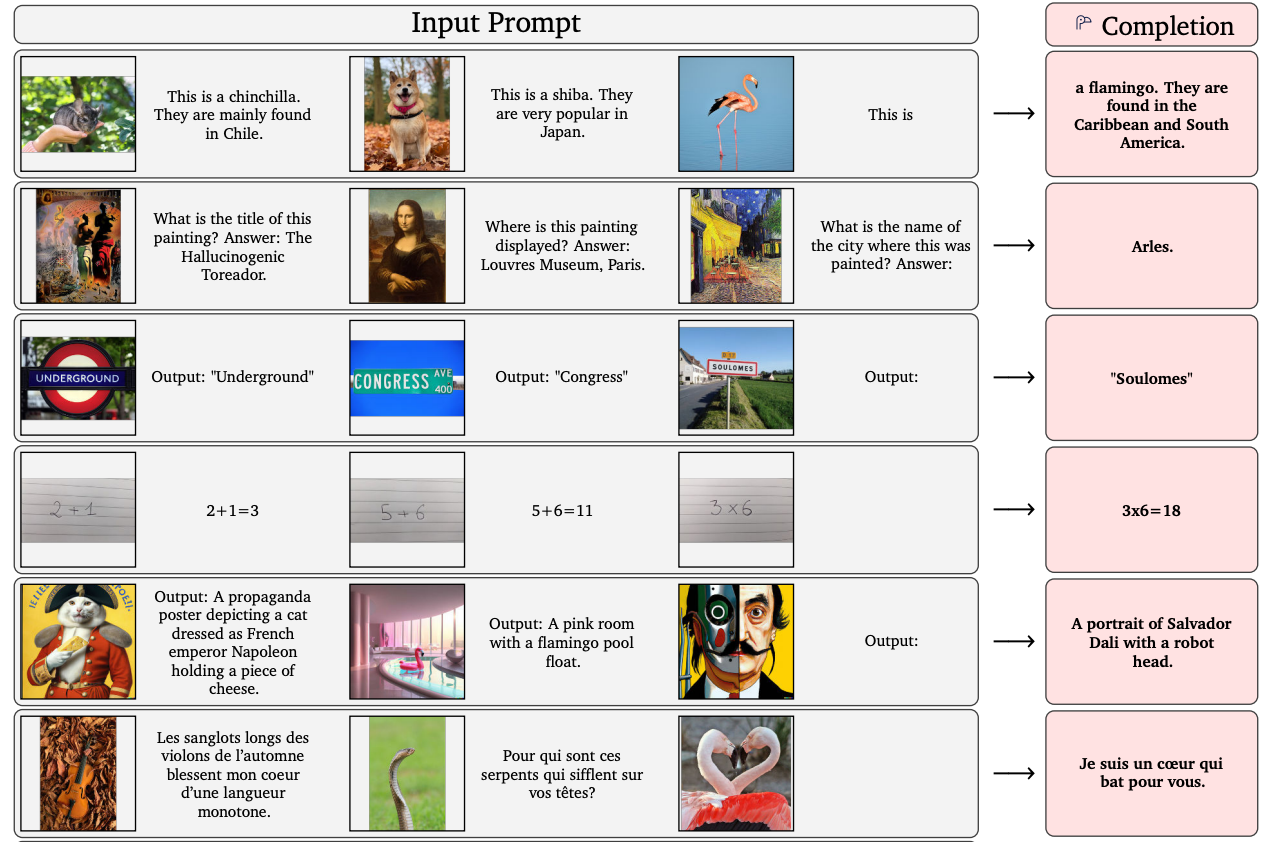 Input Prompt
Completion
This is a chinchilla.
They are mainly found
in Chile.
This is a shiba. They
are very popular in
Japan.
This is
a flamingo. They are
found in the
Caribbean and South
America.
What is the title of this
painting? Answer: The
Hallucinogenic
Toreador.
Where is this painting
displayed? Answer:
Louvres Museum, Paris.
What is the name of
the city where this was
painted? Answer:
Arles.
UNDERGROUND
Output: "Underground"
CONGRESS AVE
400
Output: "Congress"
SOULOMES
Output:
"Soulomes"
2+1
2+1=3
5+6
5+6=11
3×6
3x6=18
Output: A propaganda
poster depicting a cat
dressed as French
emperor Napoleon
holding a piece of
cheese.
Output: A pink room
with a flamingo pool
float.
Output:
A portrait of Salvador
Dali with a robot
head.
Les sanglots longs des
violons de l'automne
blessent mon coeur
d'une langueur
monotone.
Pour qui sont ces
serpents qui sifflent sur
vos têtes?
Je suis un cœur qui
bat pour vous.